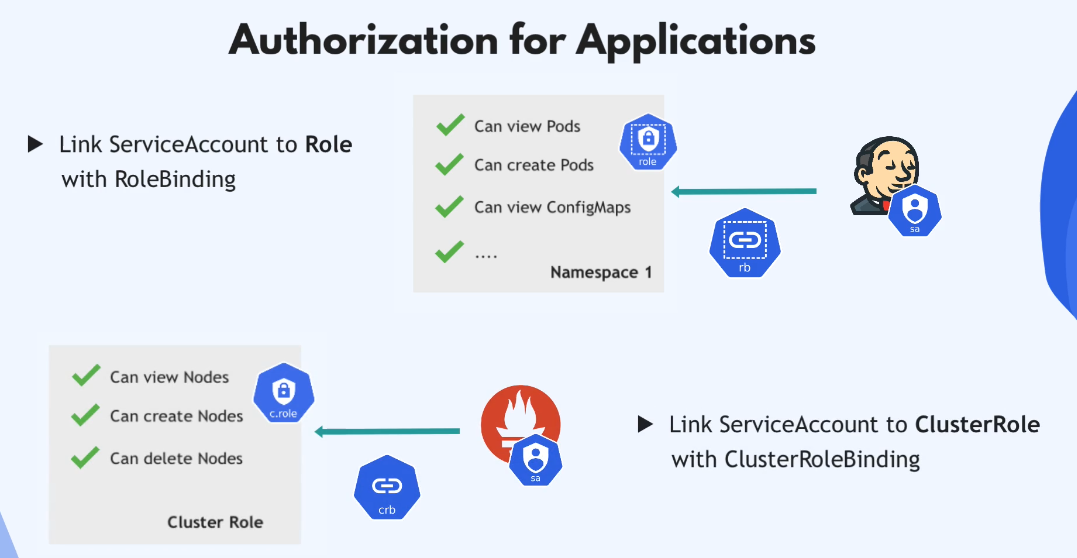 Authorization for Applications
Link ServiceAccount to Role
with RoleBinding
Can view Pods
Can create Pods
Can view ConfigMaps
....
Namespace 1
role
rb
sa
Can view Nodes
Can create Nodes
Can delete Nodes
Cluster Role
c.role
crb
sa
Link ServiceAccount to ClusterRole
with ClusterRoleBinding